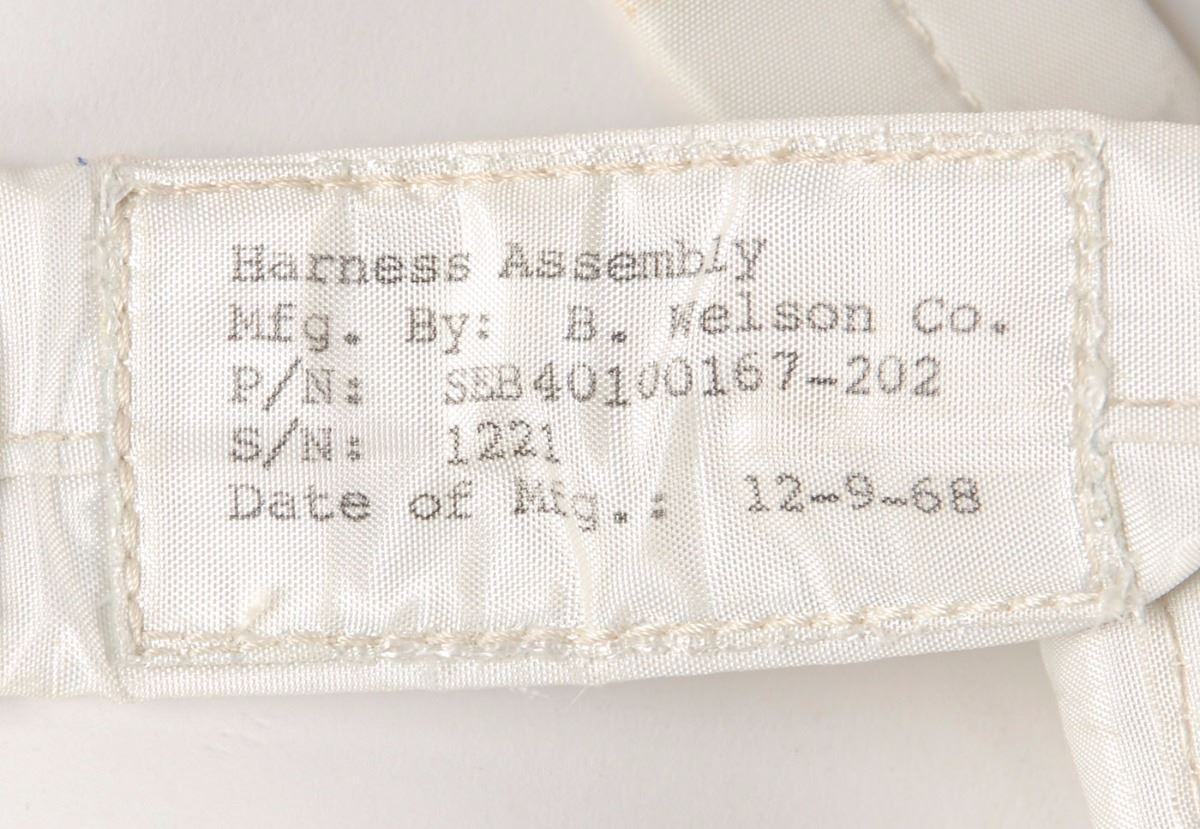 Harness Assembly
Mfg. By: B. Welson Co.
P/N: SEB40100167-202
S/N: 1221
Date of Mfg.: 12-9-68